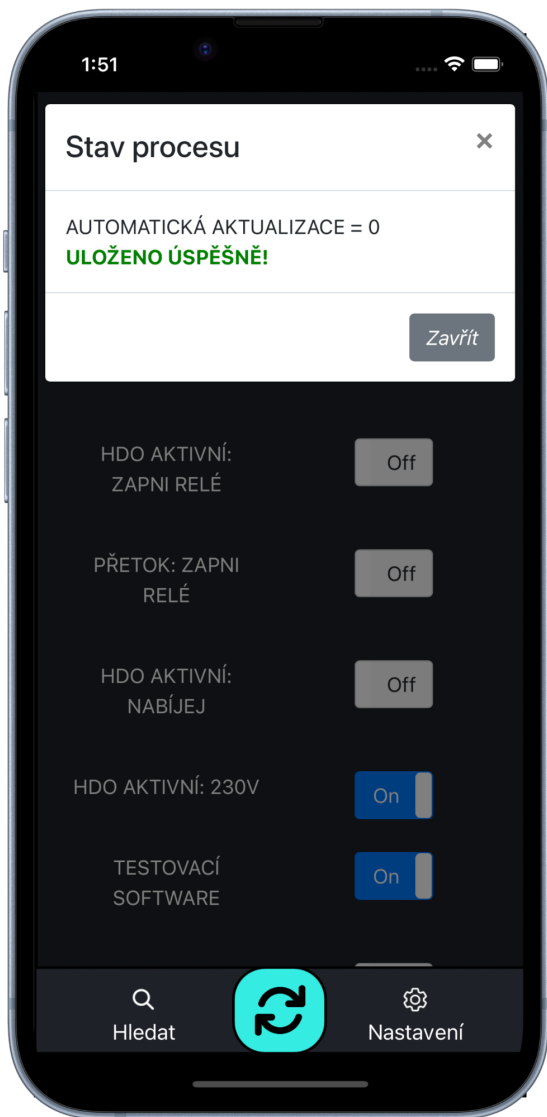 1:51
Stav procesu
×
AUTOMATICKÁ AKTUALIZACE = 0
ULOŽENO ÚSPĚŠNĚ!
Zavřít
HDO AKTIVNÍ:
ZAPNI RELÉ
Off
PŘETOK: ZAPNI
RELÉ
Off
HDO AKTIVNÍ:
NABÍJEJ
Off
HDO AKTIVNÍ: 230V
On
TESTOVACÍ
SOFTWARE
On
Hledat
Nastavení